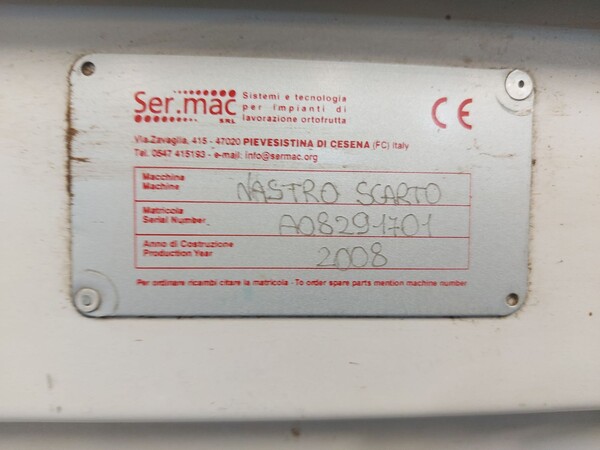 Ser.mac
SRL
Sistemi e tecnologia
per impianti di
lavorazione ortofrutta
CE
Via Zavaglia, 415 - 47020 PIEVESISTINA DI CESENA (FC) Italy
Tel. 0547 415193 - e-mail: info@sermac.org
Macchina
Machine
NASTRO SCARTO
Matricola
Serial Number
A08291701
Anno di Costruzione
Production Year
2008
Per ordinare ricambi citare la matricola - To order spare parts mention machine number